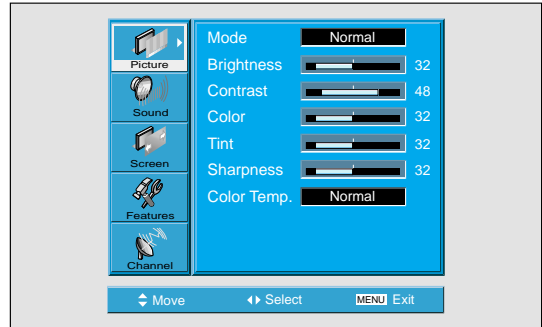 Picture
Sound
Screen
Features
Channel
Mode Normal
Brightness 32
Contrast 48
Color 32
Tint 32
Sharpness 32
Color Temp. Normal
Move Select MENU Exit